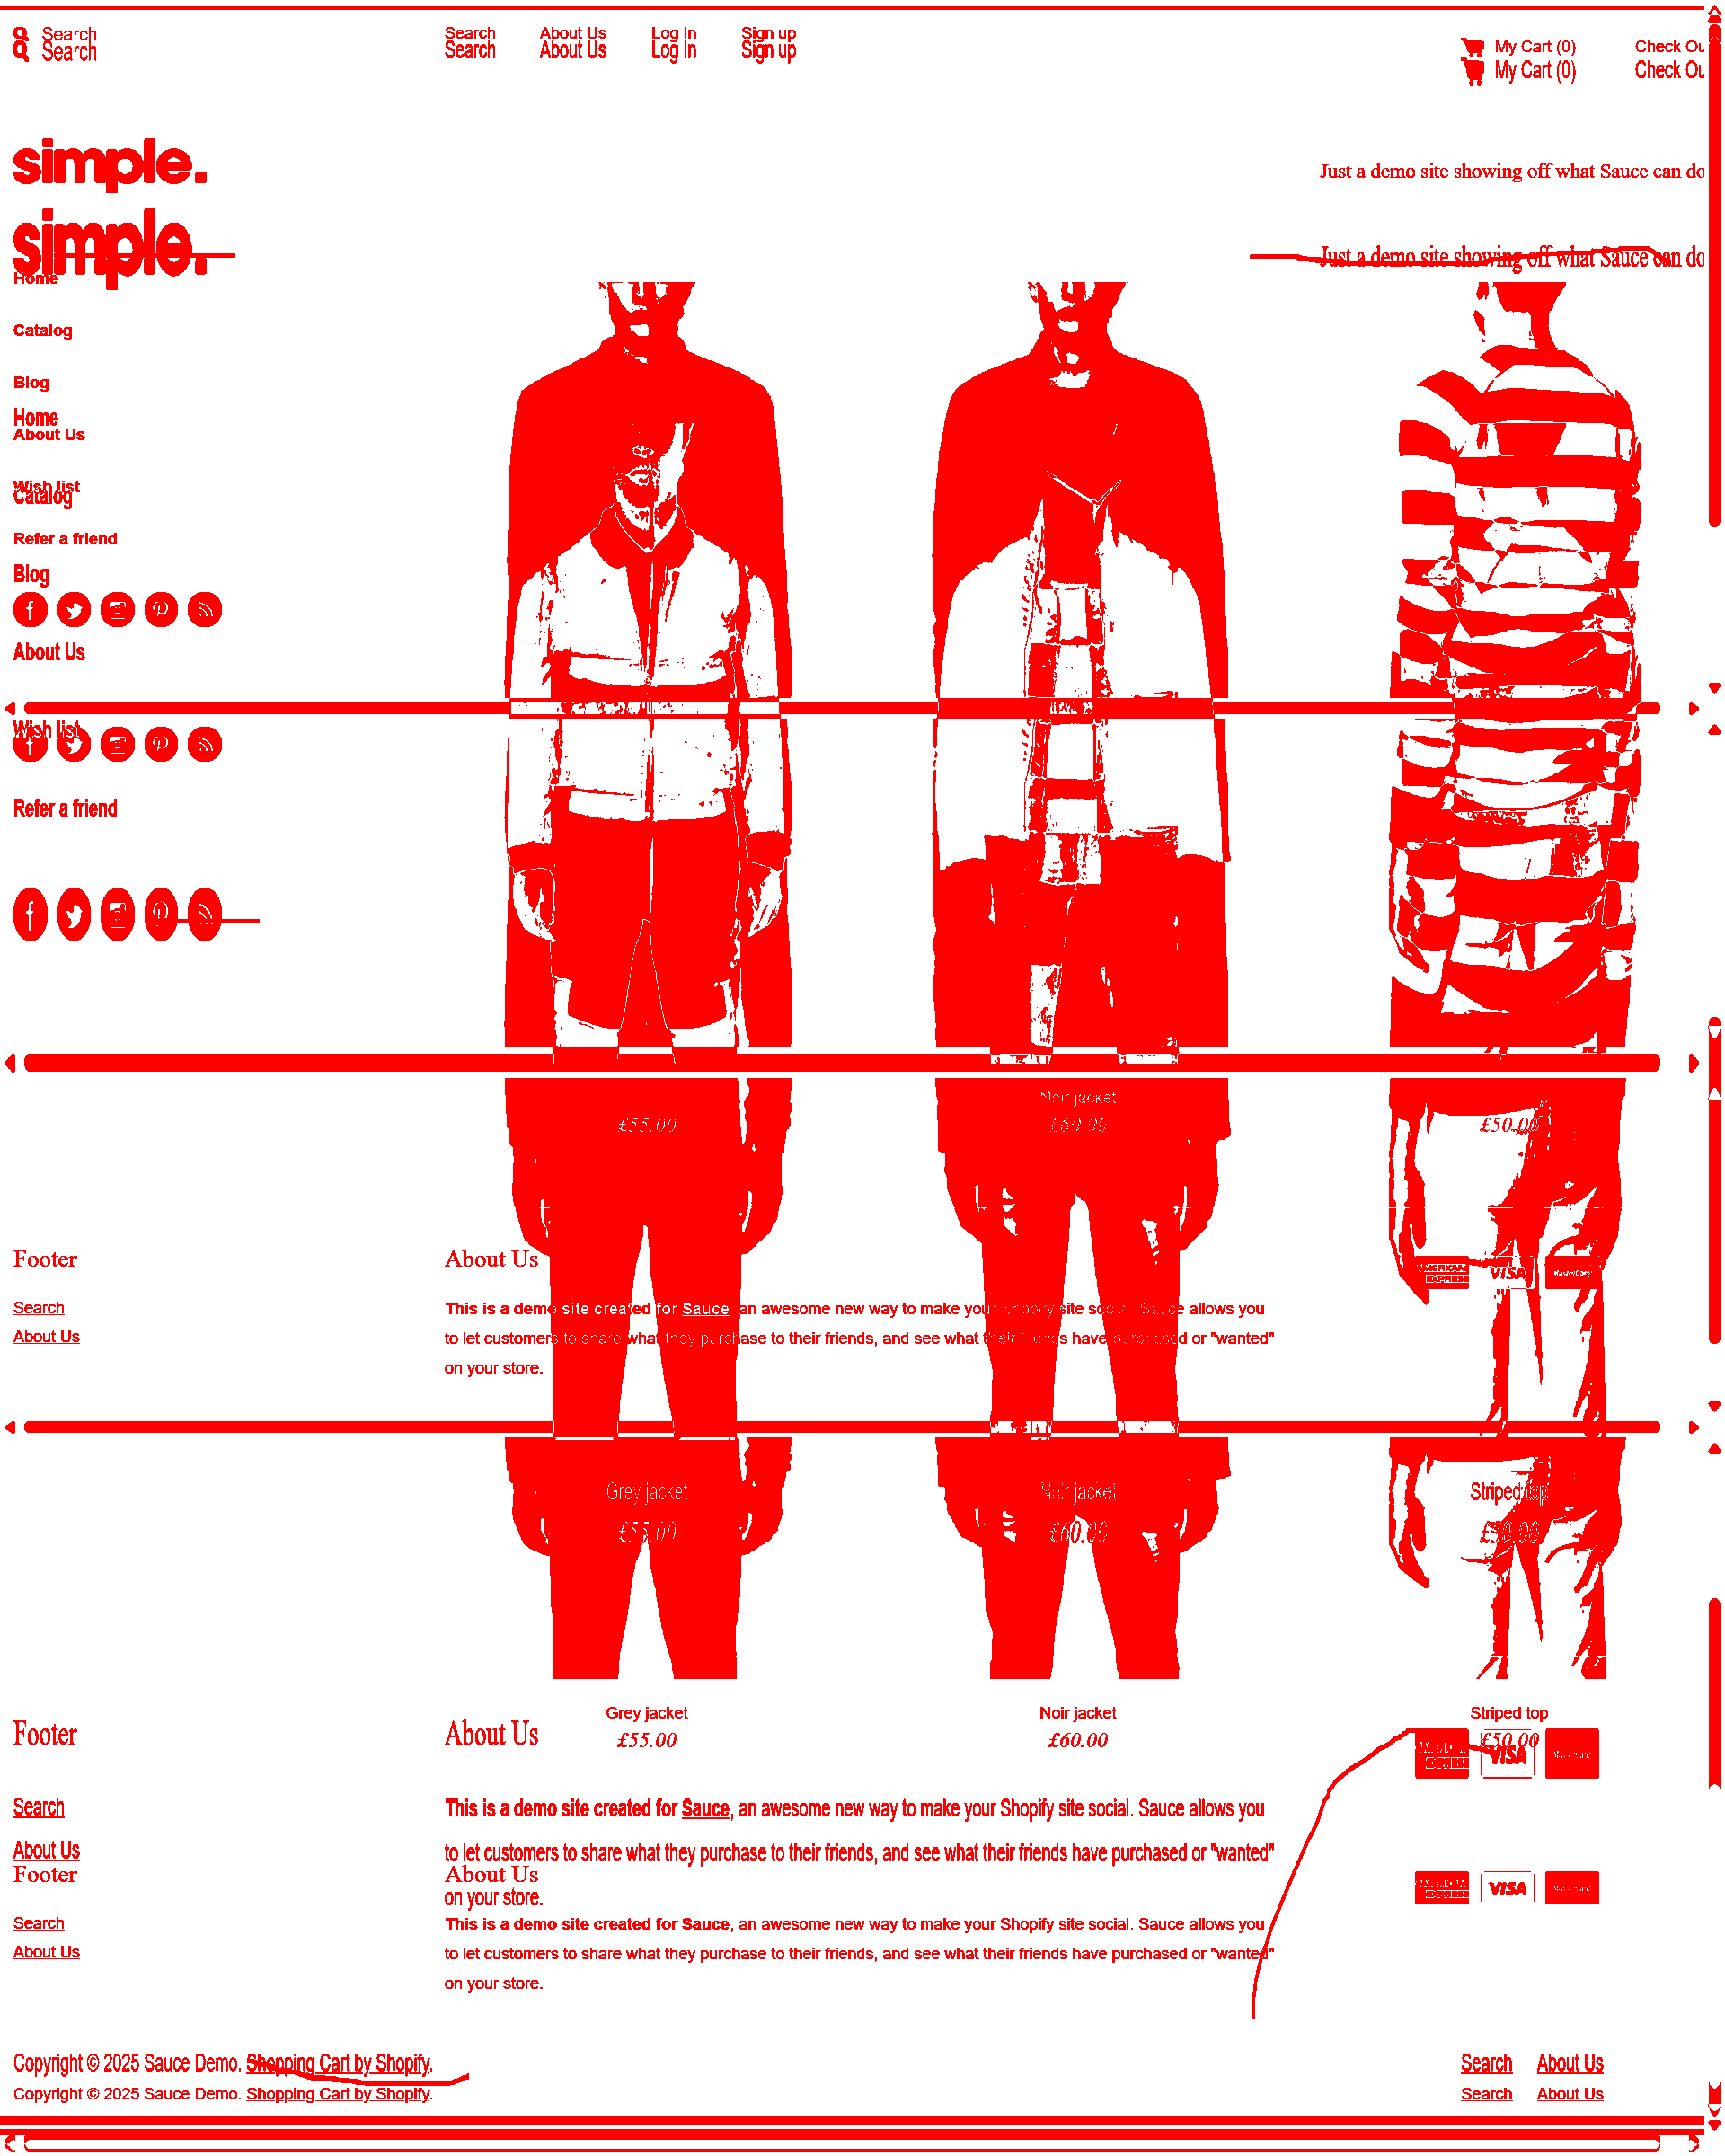 Search Search About Us Log In Sign up My Cart (0) Check Ou
Search Search About Us Log In Sign up My Cart (0) Check Ou
simple. Just a demo site showing off what Sauce can do
simple. Just a demo site showing off what Sauce can do
Home
Catalog
Blog
Home
About Us
Wish list
Catalog
Refer a friend
Blog
About Us
Wish list
Refer a friend
Noir jacket
£55.00 £60.00 £50.00
Footer About Us AMERICAN EXPRESS VISA MasterCard
Search This is a demo site created for Sauce, an awesome new way to make your Shopify site social. Sauce allows you
About Us to let customers to share what they purchase to their friends, and see what their friends have purchased or "wanted"
on your store.
Grey jacket Noir jacket Striped top
£55.00 £60.00 £50.00
Grey jacket Noir jacket Striped top
Footer About Us £55.00 £60.00 £50.00
VISA
Search This is a demo site created for Sauce, an awesome new way to make your Shopify site social. Sauce allows you
About Us to let customers to share what they purchase to their friends, and see what their friends have purchased or "wanted"
Footer About Us VISA
on your store.
Search This is a demo site created for Sauce, an awesome new way to make your Shopify site social. Sauce allows you
About Us to let customers to share what they purchase to their friends, and see what their friends have purchased or "wanted"
on your store.
Copyright © 2025 Sauce Demo. Shopping Cart by Shopify. Search About Us
Copyright © 2025 Sauce Demo. Shopping Cart by Shopify. Search About Us